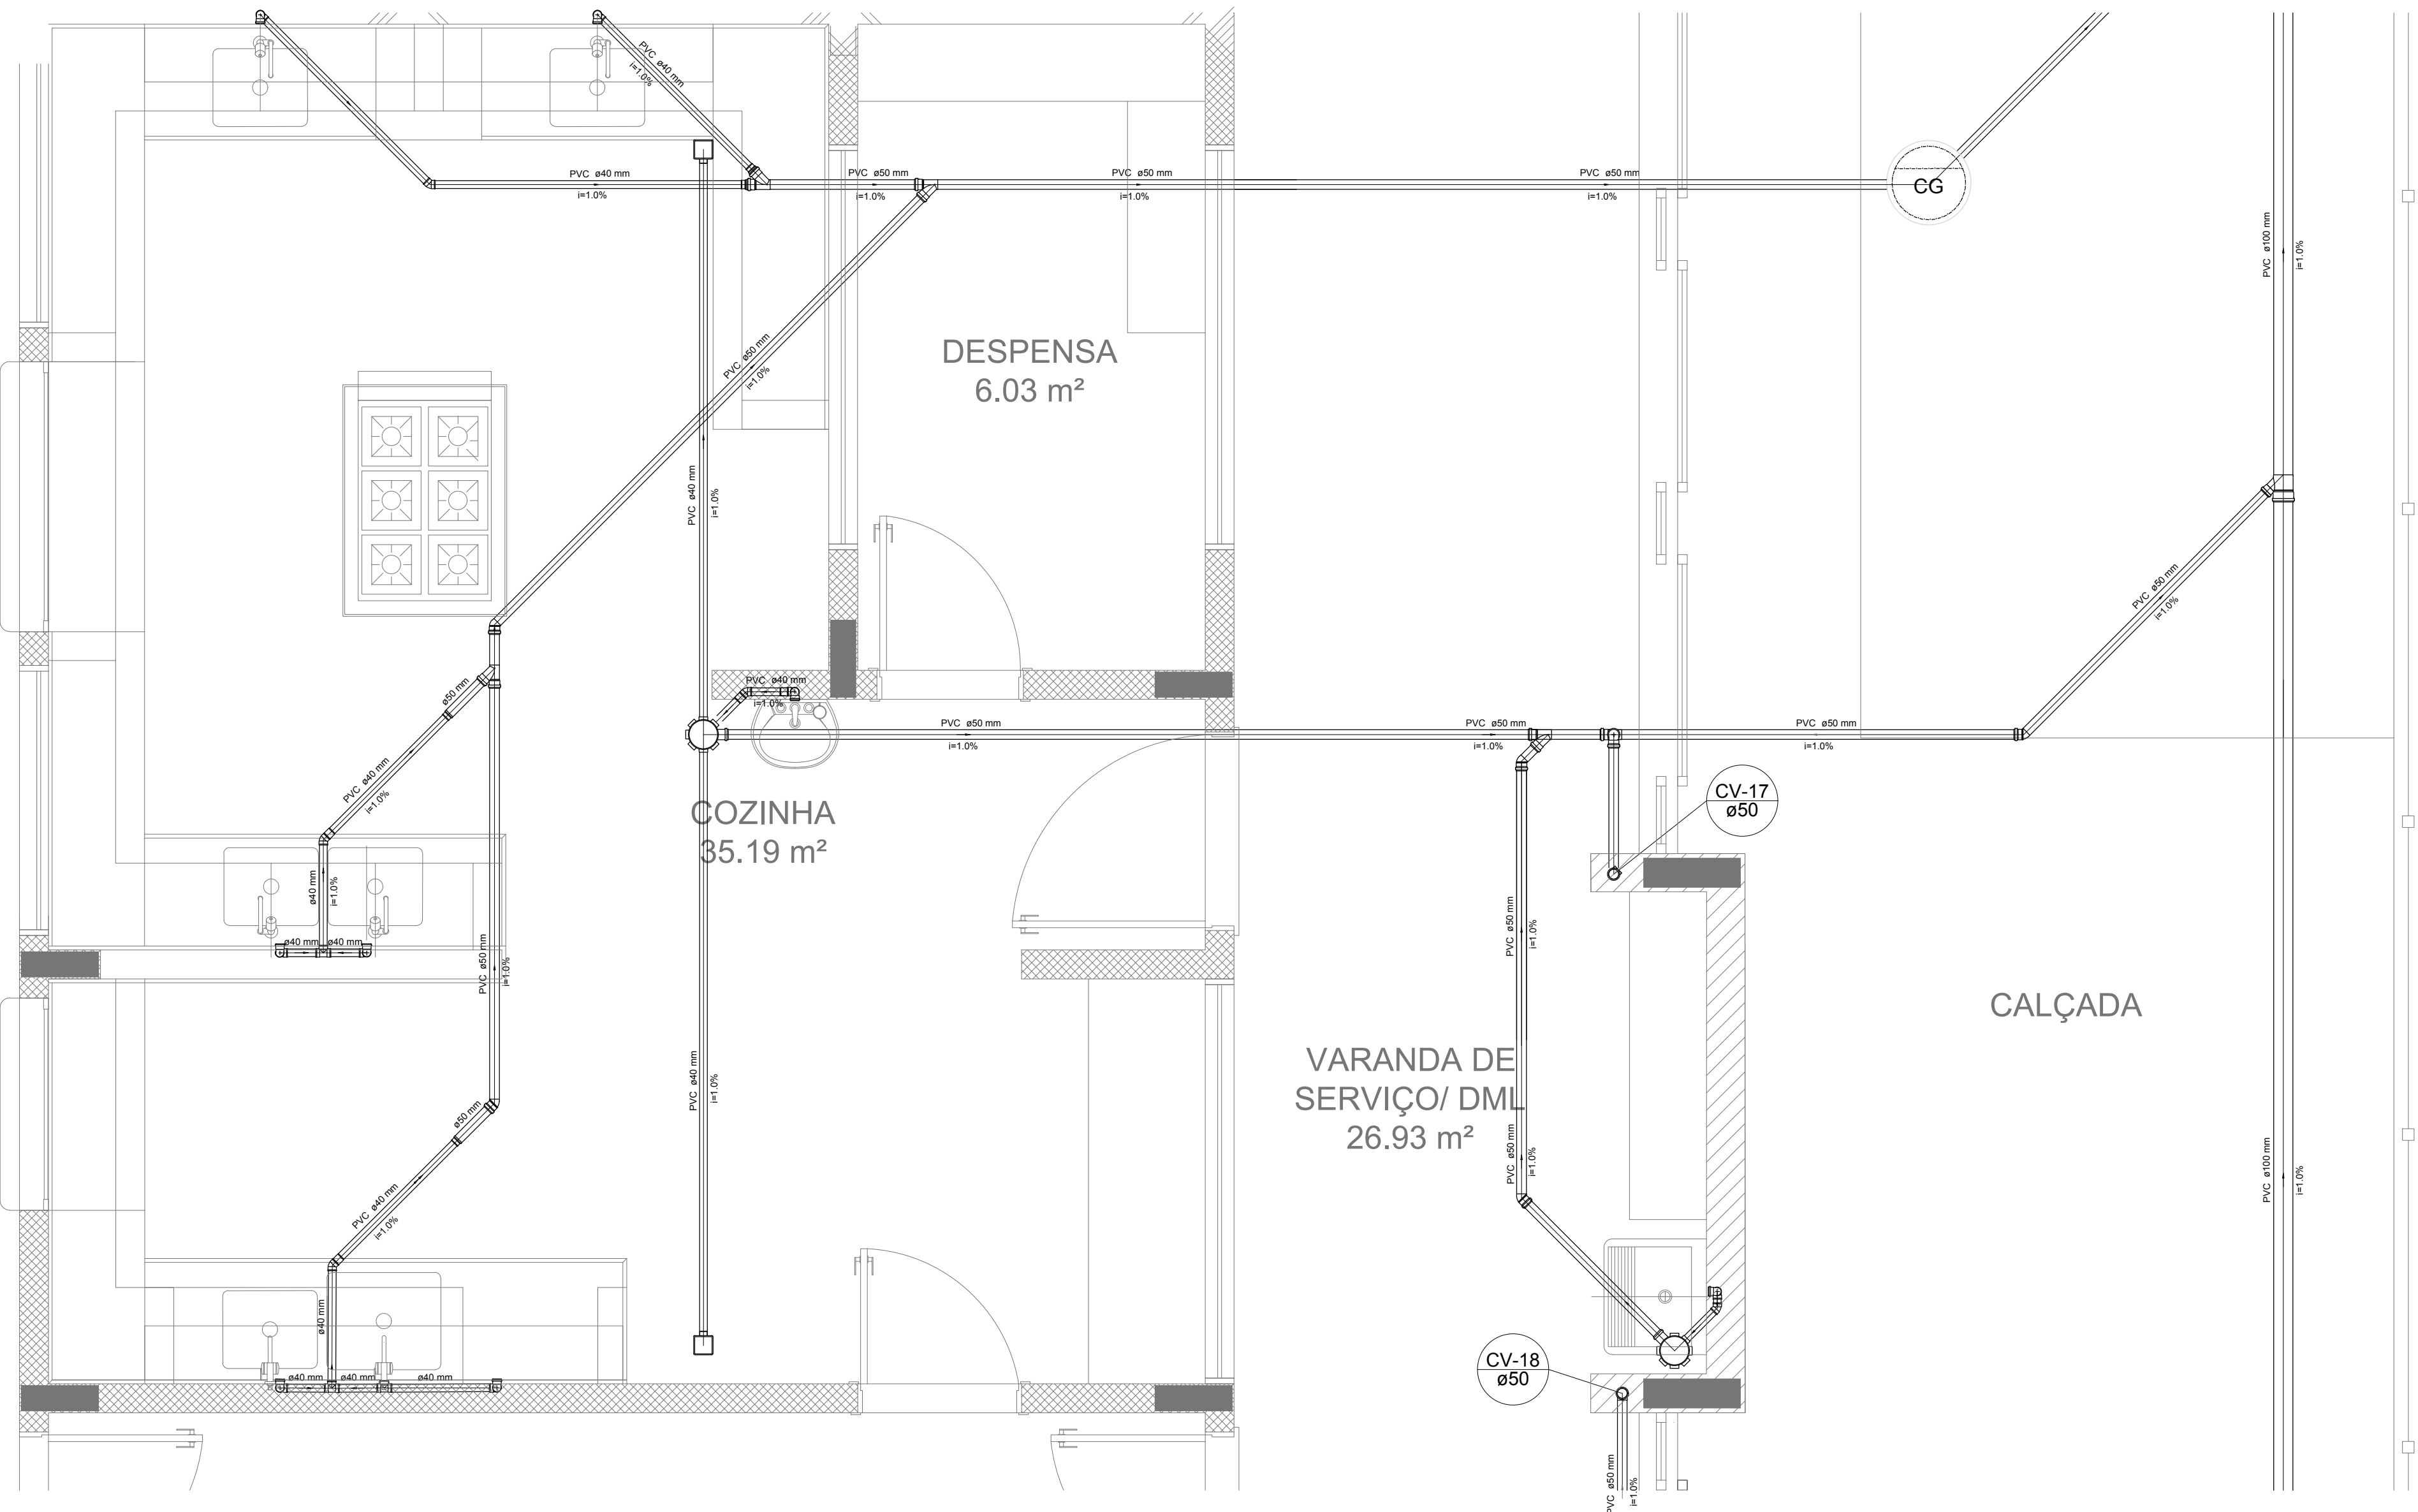 PVC ø40 mm
i=1.0%
PVC ø40 mm
i=1.0%
PVC ø50 mm
i=1.0%
PVC ø50 mm
i=1.0%
PVC ø50 mm
i=1.0%
CG
PVC ø100 mm
i=1.0%
DESPENSA
6.03 m²
PVC ø50 mm
i=1.0%
PVC ø40 mm
i=1.0%
PVC ø50 mm
i=1.0%
ø50 mm
PVC ø40 mm
i=1.0%
PVC ø50 mm
i=1.0%
PVC ø50 mm
i=1.0%
PVC ø50 mm
i=1.0%
PVC ø40 mm
i=1.0%
CV-17
ø50
COZINHA
35.19 m²
ø40 mm
i=1.0%
ø40 mm
ø40 mm
PVC ø50 mm
i=1.0%
PVC ø50 mm
i=1.0%
CALÇADA
VARANDA DE
SERVIÇO/ DML
26.93 m²
PVC ø40 mm
i=1.0%
ø50 mm
PVC ø50 mm
i=1.0%
PVC ø100 mm
i=1.0%
PVC ø40 mm
i=1.0%
ø40 mm
ø40 mm
ø40 mm
ø40 mm
CV-18
ø50
PVC ø50 mm
i=1.0%